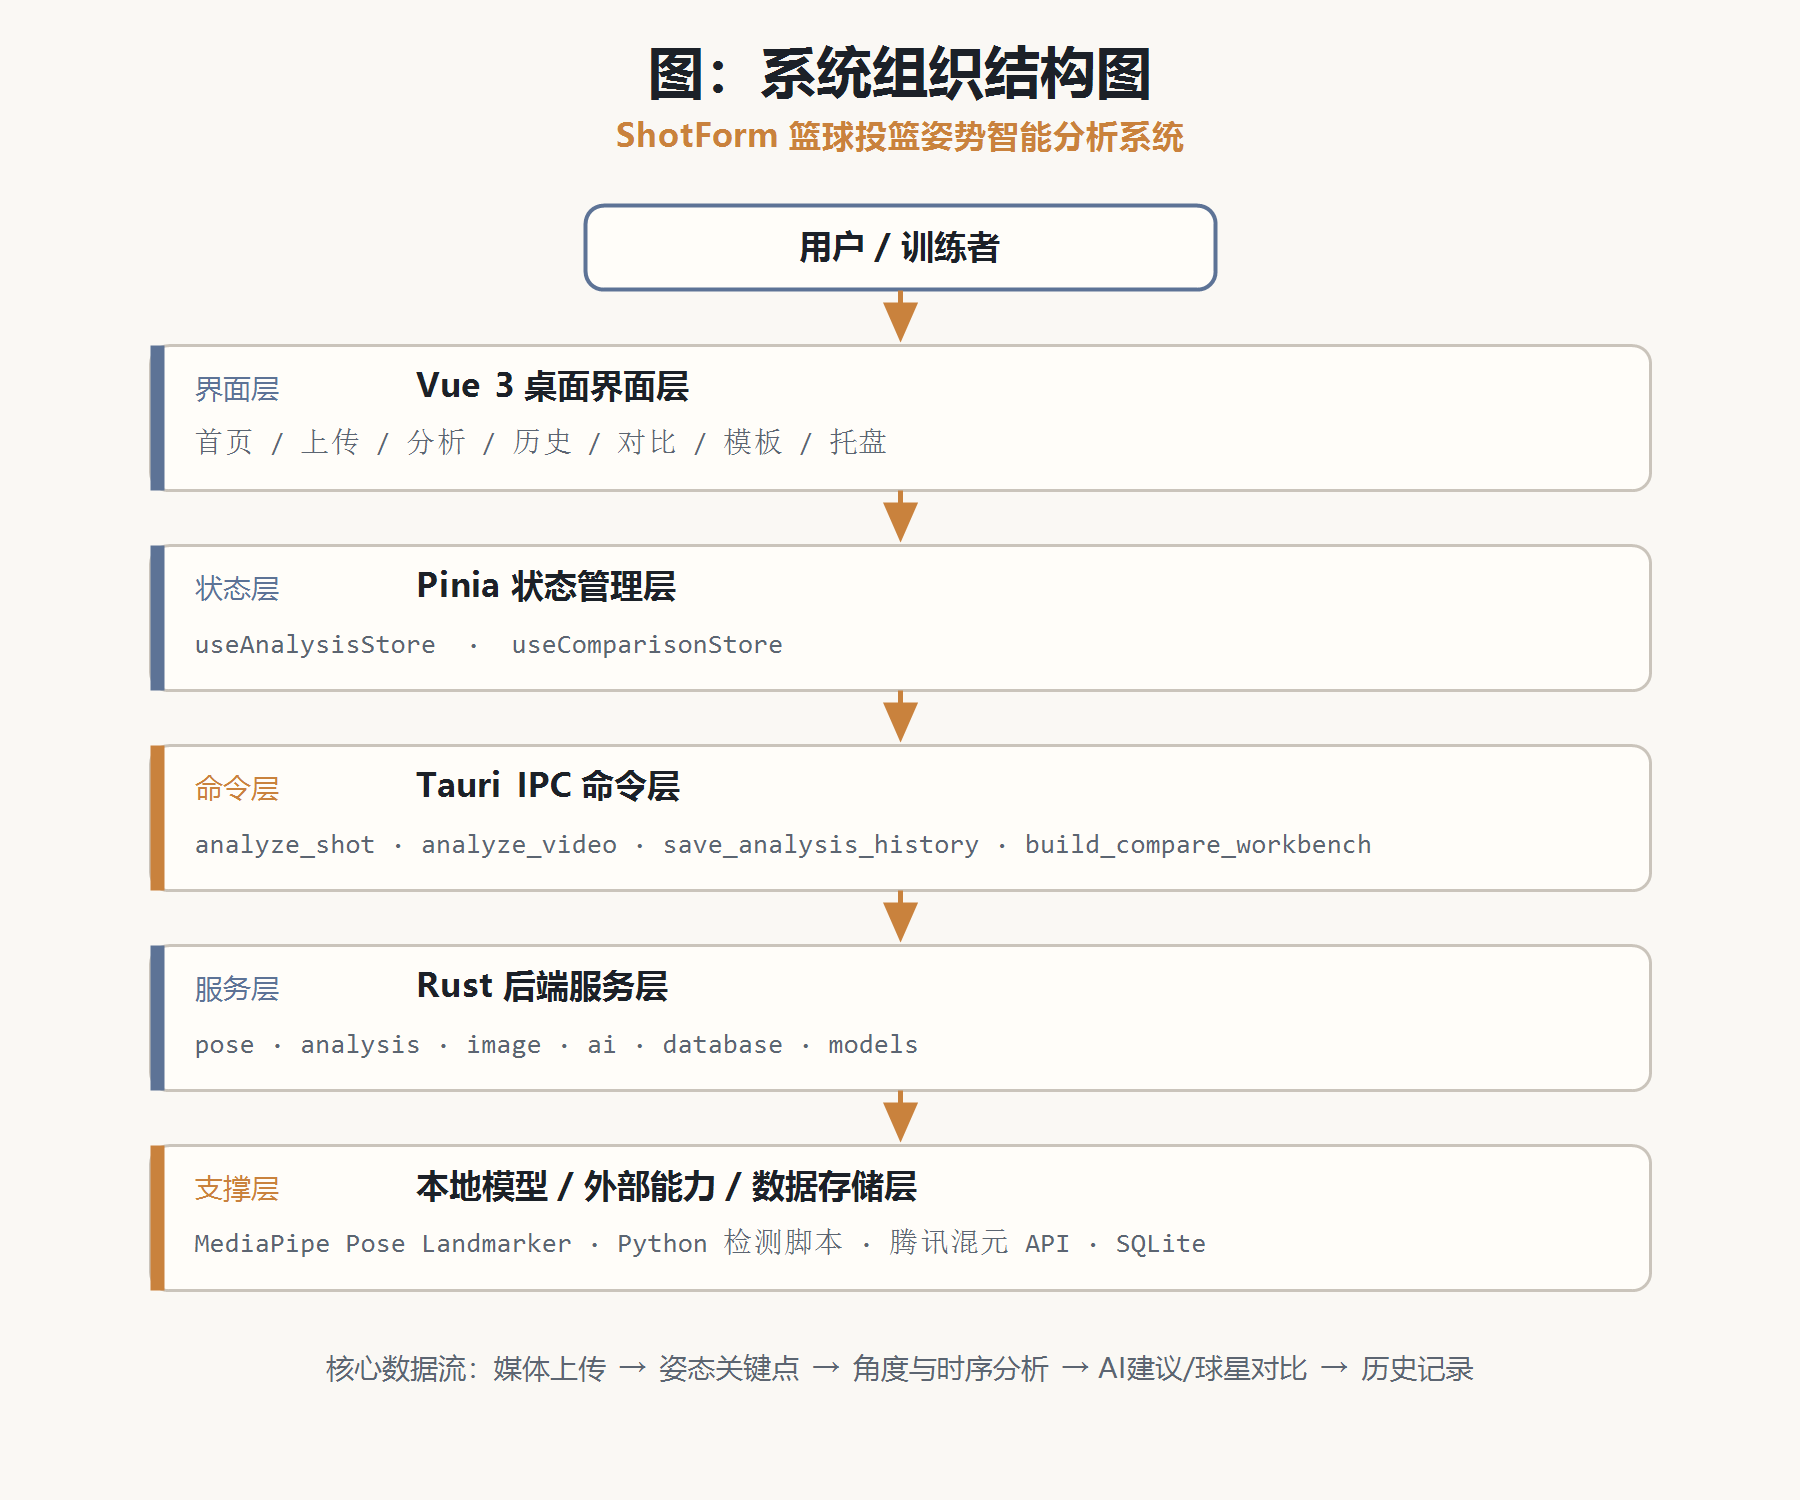 图：系统组织结构图
ShotForm 篮球投篮姿势智能分析系统
用户 / 训练者
界面层 Vue 3 桌面界面层
首页 / 上传 / 分析 / 历史 / 对比 / 模板 / 托盘
状态层 Pinia 状态管理层
useAnalysisStore · useComparisonStore
命令层 Tauri IPC 命令层
analyze_shot · analyze_video · save_analysis_history · build_compare_workbench
服务层 Rust 后端服务层
pose · analysis · image · ai · database · models
支撑层 本地模型 / 外部能力 / 数据存储层
MediaPipe Pose Landmarker · Python 检测脚本 · 腾讯混元 API · SQLite
核心数据流：媒体上传 → 姿态关键点 → 角度与时序分析 → AI建议/球星对比 → 历史记录